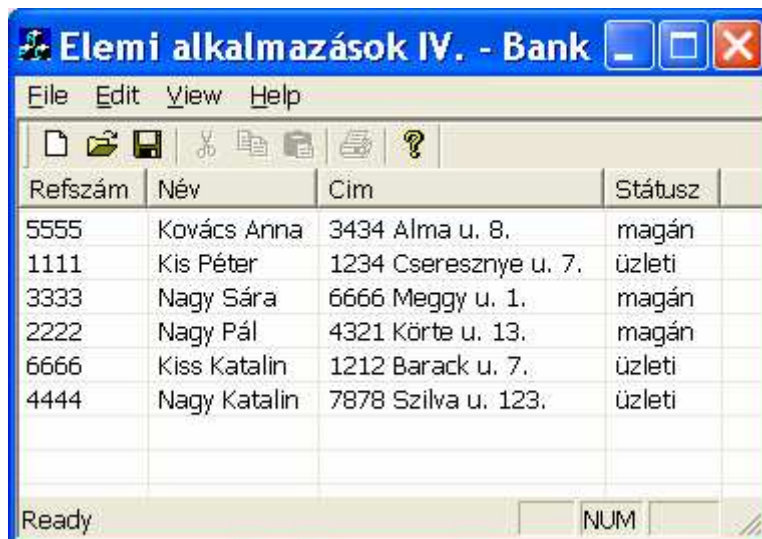 Elemi alkalmazások IV. - Bank
File Edit View Help
Refszám Név Cim Státusz
5555 Kovács Anna 3434 Alma u. 8. magán
1111 Kis Péter 1234 Cseresznye u. 7. üzleti
3333 Nagy Sára 6666 Meggy u. 1. magán
2222 Nagy Pál 4321 Körte u. 13. magán
6666 Kiss Katalin 1212 Barack u. 7. üzleti
4444 Nagy Katalin 7878 Szilva u. 123. üzleti
Ready NUM